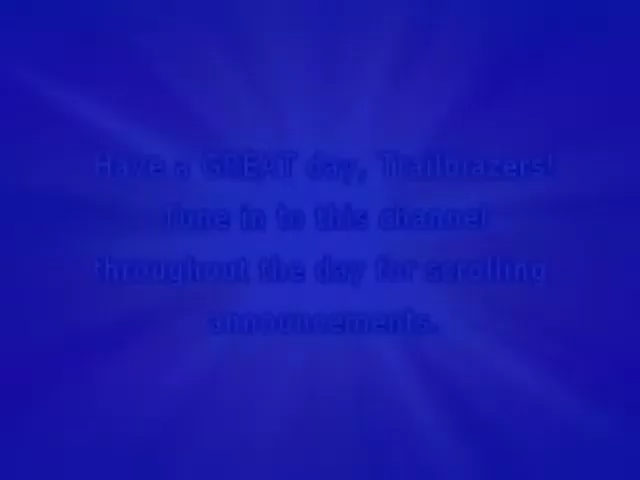 Have a GREAT day, Trailblazers!
Tune in to this channel
throughout the day for scrolling
announcements.